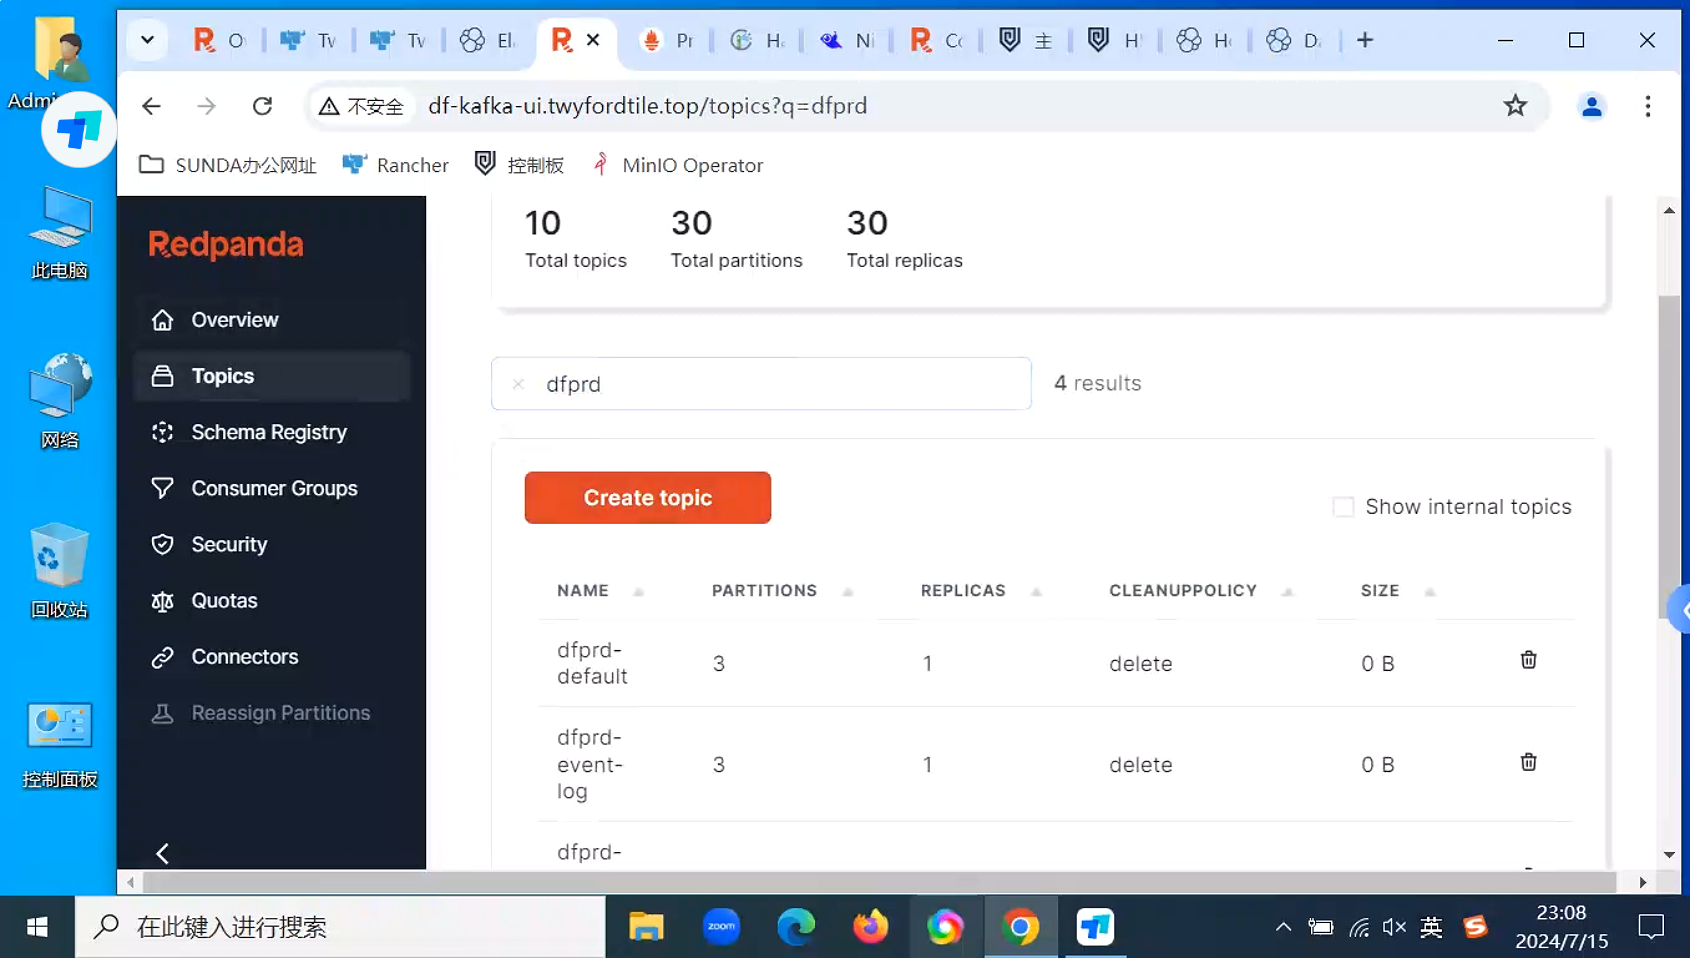 Tv
Tv
El
Pr
Ni
主
不安全
df-kafka-ui.twyfordtile.top/topics?q=dfprd
SUNDA办公网址
Rancher
控制板
MinIO Operator
此电脑
网络
回收站
控制面板
Redpanda
Overview
Topics
Schema Registry
Consumer Groups
Security
Quotas
Connectors
Reassign Partitions
10
30
30
Total topics
Total partitions
Total replicas
dfprd
4 results
Create topic
Show internal topics
NAME PARTITIONS REPLICAS CLEANUPPOLICY SIZE
dfprd-
default
3 1 delete 0 B
dfprd-
event-
log
3 1 delete 0 B
dfprd-
在此键入进行搜索
zoom
英
23:08
2024/7/15